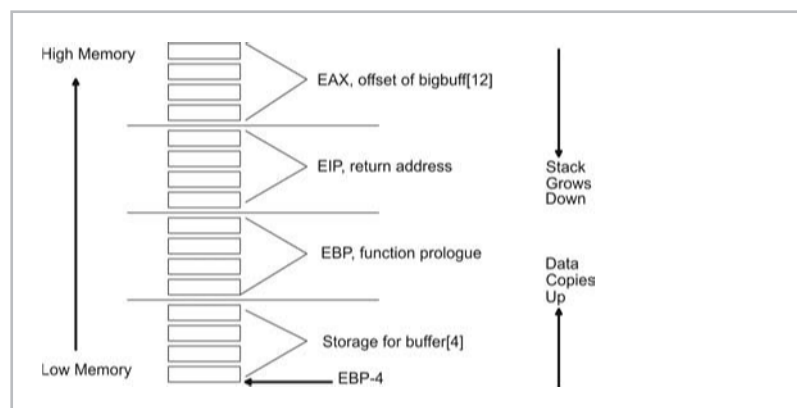 High Memory
EAX, offset of bigbuff[12]
EIP, return address
Stack
Grows
Down
EBP, function prologue
Data
Copies
Up
Storage for buffer[4]
Low Memory
EBP-4